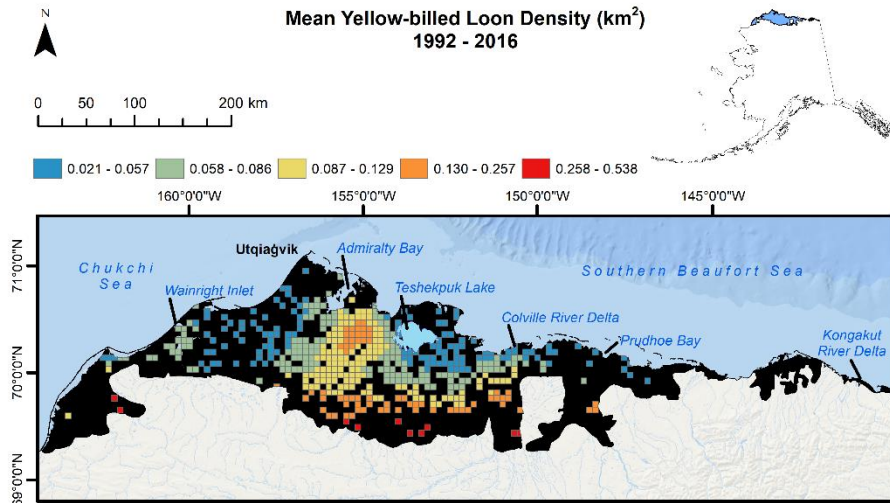 Mean Yellow-billed Loon Density (km²)
1992 - 2016
N
0 50 100 200 km
0.021 - 0.057 0.058 - 0.086 0.087 - 0.129 0.130 - 0.257 0.258 - 0.538
160°0'0"W 155°0'0"W 150°0'0"W 145°0'0"W
71°0'0"N
70°0'0"N
69°0'0"N
Utqiaġvik
Admiralty Bay
Chukchi
Sea
Wainright Inlet
Teshekpuk Lake
Southern Beaufort Sea
Colville River Delta
Prudhoe Bay
Kongakut
River Delta